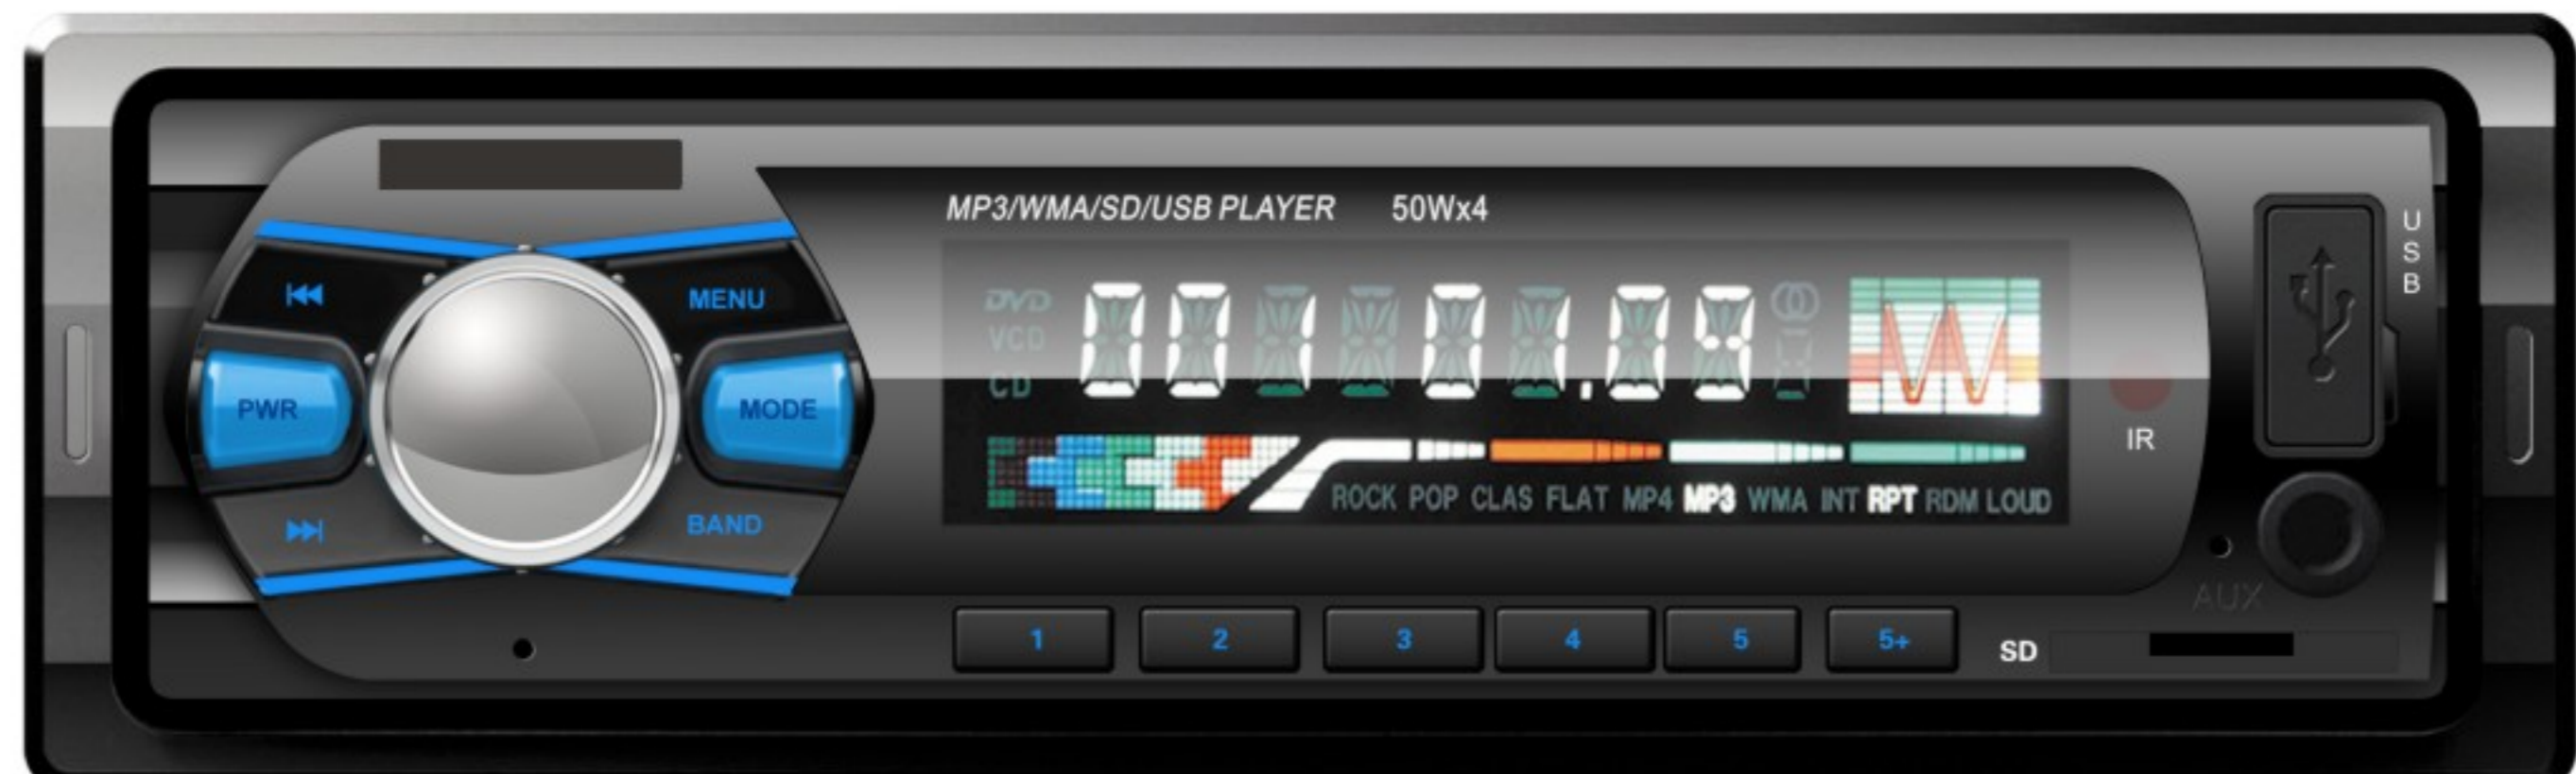 MP3/WMA/SD/USB PLAYER 50Wx4
USB
MENU
DVD
VCD
CD
PWR
MODE
IR
BAND
ROCK POP CLAS FLAT MP4 MP3 WMA INT RPT RDM LOUD
AUX
1 2 3 4 5 5+ SD